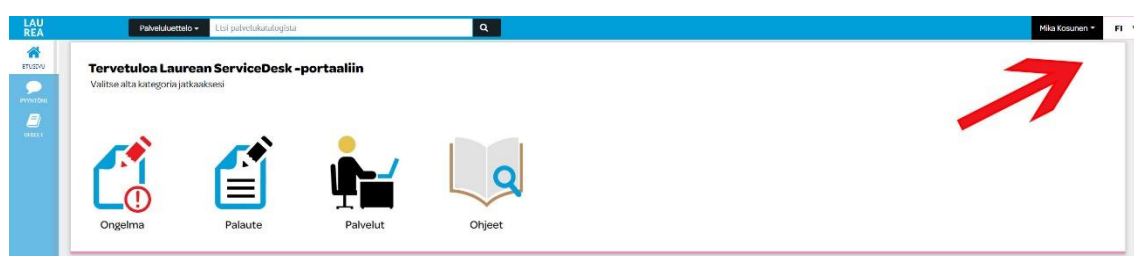 LAU
REA
Palveluluettelo
Etsi palvelukatalogista
Mika Kosunen
FI
ETUSIVU
PYYNTÖNI
OHJEET
Tervetuloa Laurean ServiceDesk -portaaliin
Valitse alta kategoria jatkaaksesi
Ongelma
Palaute
Palvelut
Ohjeet